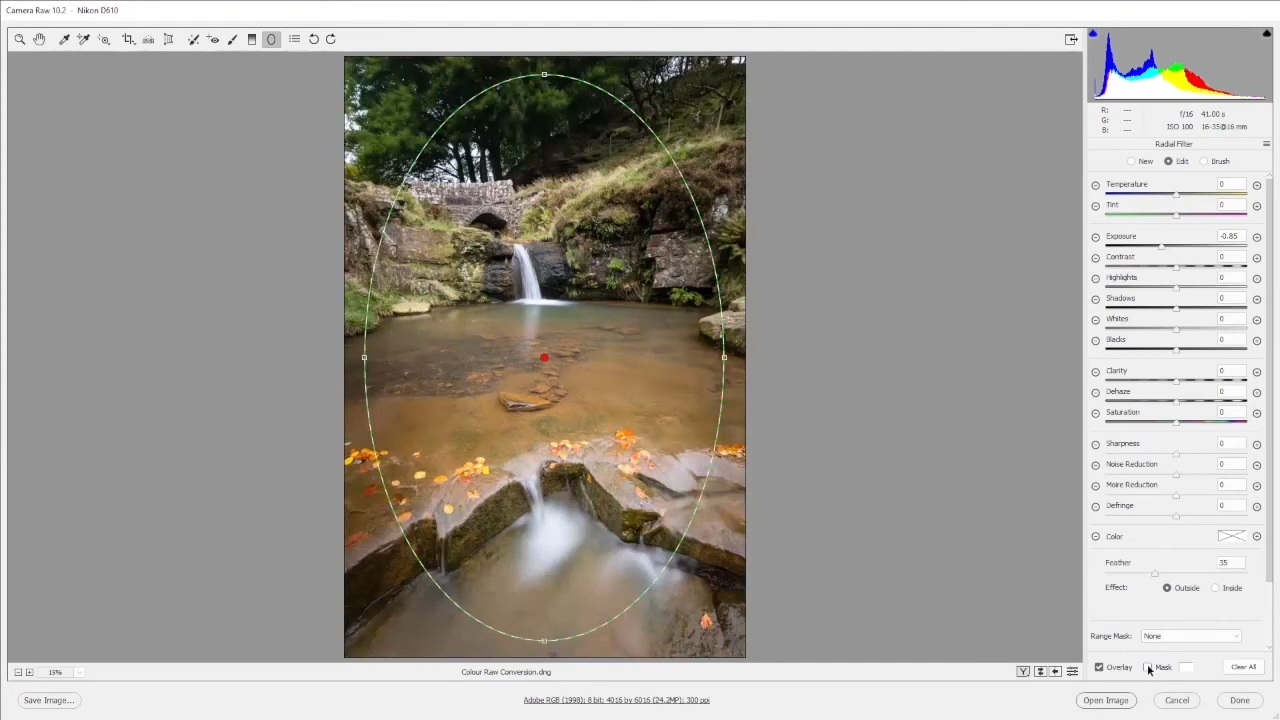 Camera Raw 10.2 - Nikon D610
R: ---
G: ---
B: ---
f/16 41.00 s
ISO 100 16-35@16 mm
Radial Filter
New Edit Brush
Temperature 0
Tint 0
Exposure -0.85
Contrast 0
Highlights 0
Shadows 0
Whites 0
Blacks 0
Clarity 0
Dehaze 0
Saturation 0
Sharpness 0
Noise Reduction 0
Moire Reduction 0
Defringe 0
Color
Feather 35
Effect: Outside Inside
Range Mask: None
Overlay Mask Clear All
15% Colour Raw Conversion.dng Y
Save Image... Adobe RGB (1998); 8 bit; 4016 by 6016 (24.2MP); 300 ppi Open Image Cancel Done